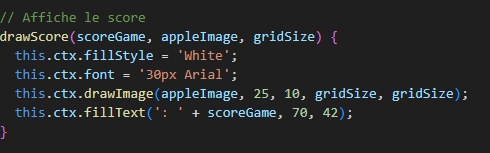 // Affiche le score
drawScore(scoreGame, appleImage, gridSize) {
  this.ctx.fillStyle = 'White';
  this.ctx.font = '30px Arial';
  this.ctx.drawImage(appleImage, 25, 10, gridSize, gridSize);
  this.ctx.fillText(': ' + scoreGame, 70, 42);
}